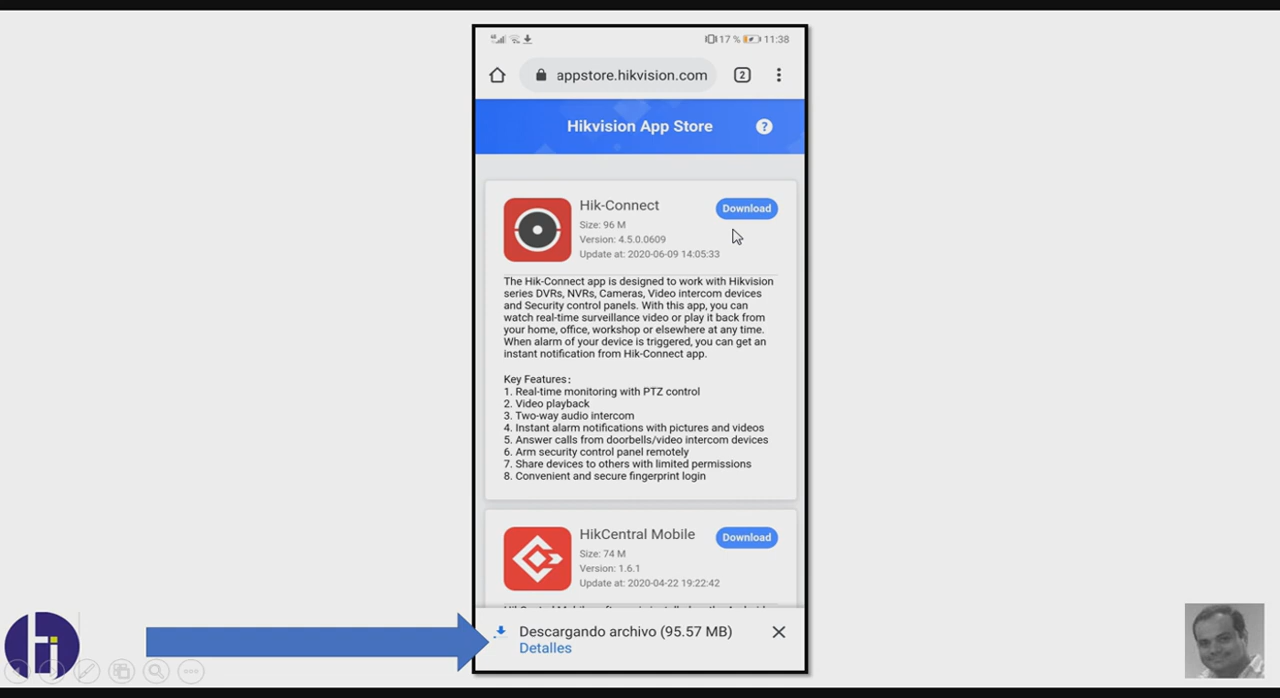 17 % 11:38
appstore.hikvision.com 2
Hikvision App Store ?
Hik-Connect
Download
Size: 96 M
Version: 4.5.0.0609
Update at: 2020-06-09 14:05:33
The Hik-Connect app is designed to work with Hikvision
series DVRs, NVRs, Cameras, Video intercom devices
and Security control panels. With this app, you can
watch real-time surveillance video or play it back from
your home, office, workshop or elsewhere at any time.
When alarm of your device is triggered, you can get an
instant notification from Hik-Connect app.
Key Features:
1. Real-time monitoring with PTZ control
2. Video playback
3. Two-way audio intercom
4. Instant alarm notifications with pictures and videos
5. Answer calls from doorbells/video intercom devices
6. Arm security control panel remotely
7. Share devices to others with limited permissions
8. Convenient and secure fingerprint login
HikCentral Mobile
Download
Size: 74 M
Version: 1.6.1
Update at: 2020-04-22 19:22:42
Descargando archivo (95.57 MB)
Detalles
hi